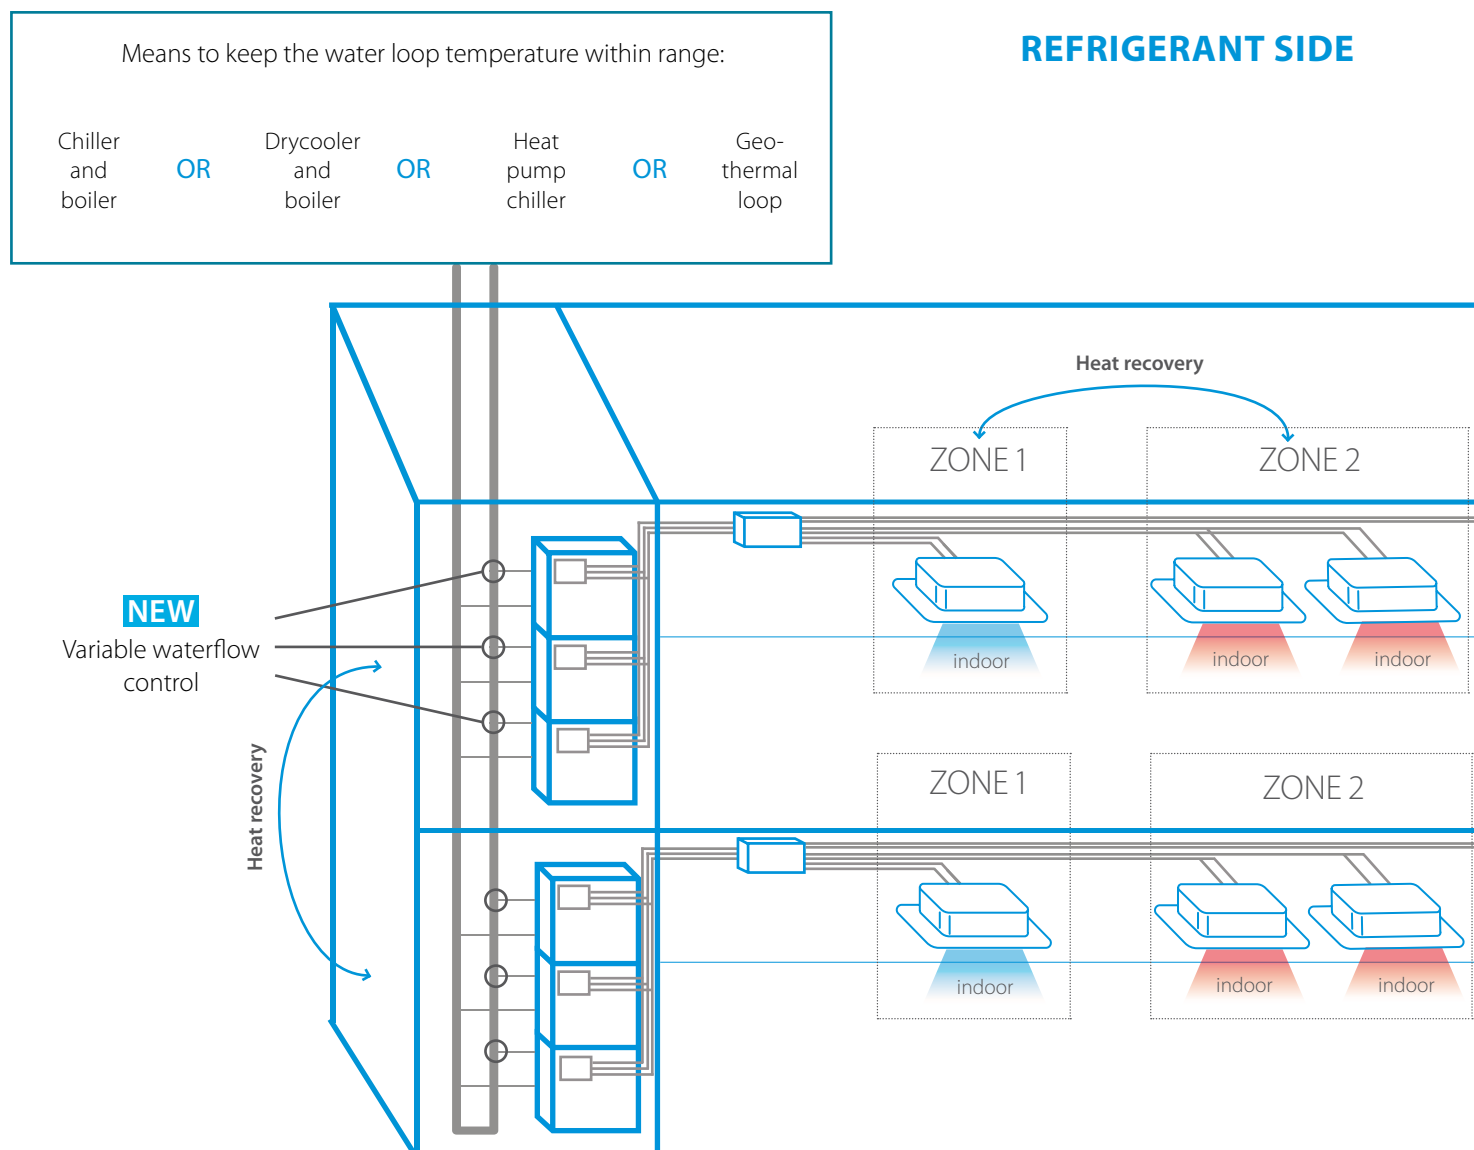 Means to keep the water loop temperature within range:
REFRIGERANT SIDE
Chiller
and
boiler
OR
Drycooler
and
boiler
OR
Heat
pump
chiller
OR
Geo-
thermal
loop
Heat recovery
ZONE 1
ZONE 2
NEW
Variable waterflow
control
indoor
indoor
indoor
Heat recovery
ZONE 1
ZONE 2
indoor
indoor
indoor